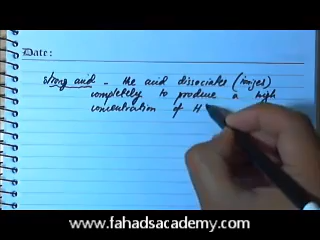 Date:
strong acid - the acid dissociates (ionizes)
completely to produce a high
concentration of H
www.fahadsacademy.com